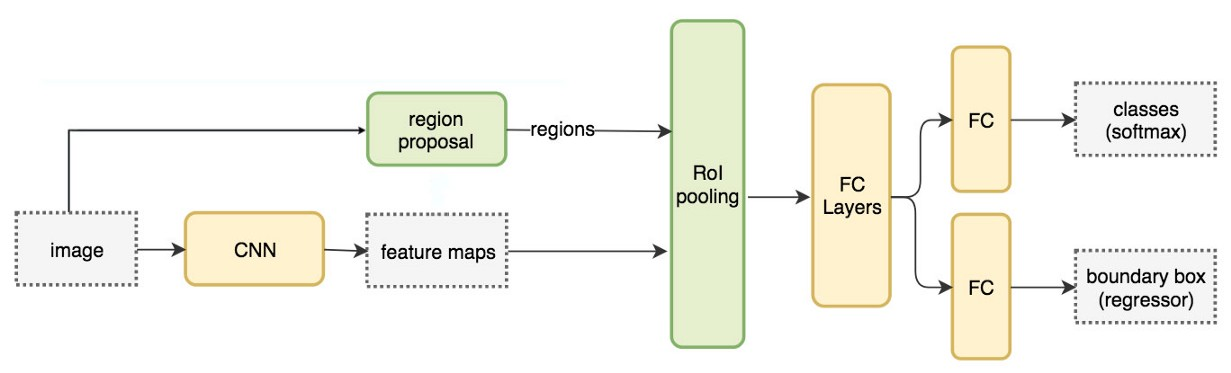 region
proposal
regions
image
CNN
feature maps
RoI
pooling
FC
Layers
FC
classes
(softmax)
FC
boundary box
(regressor)